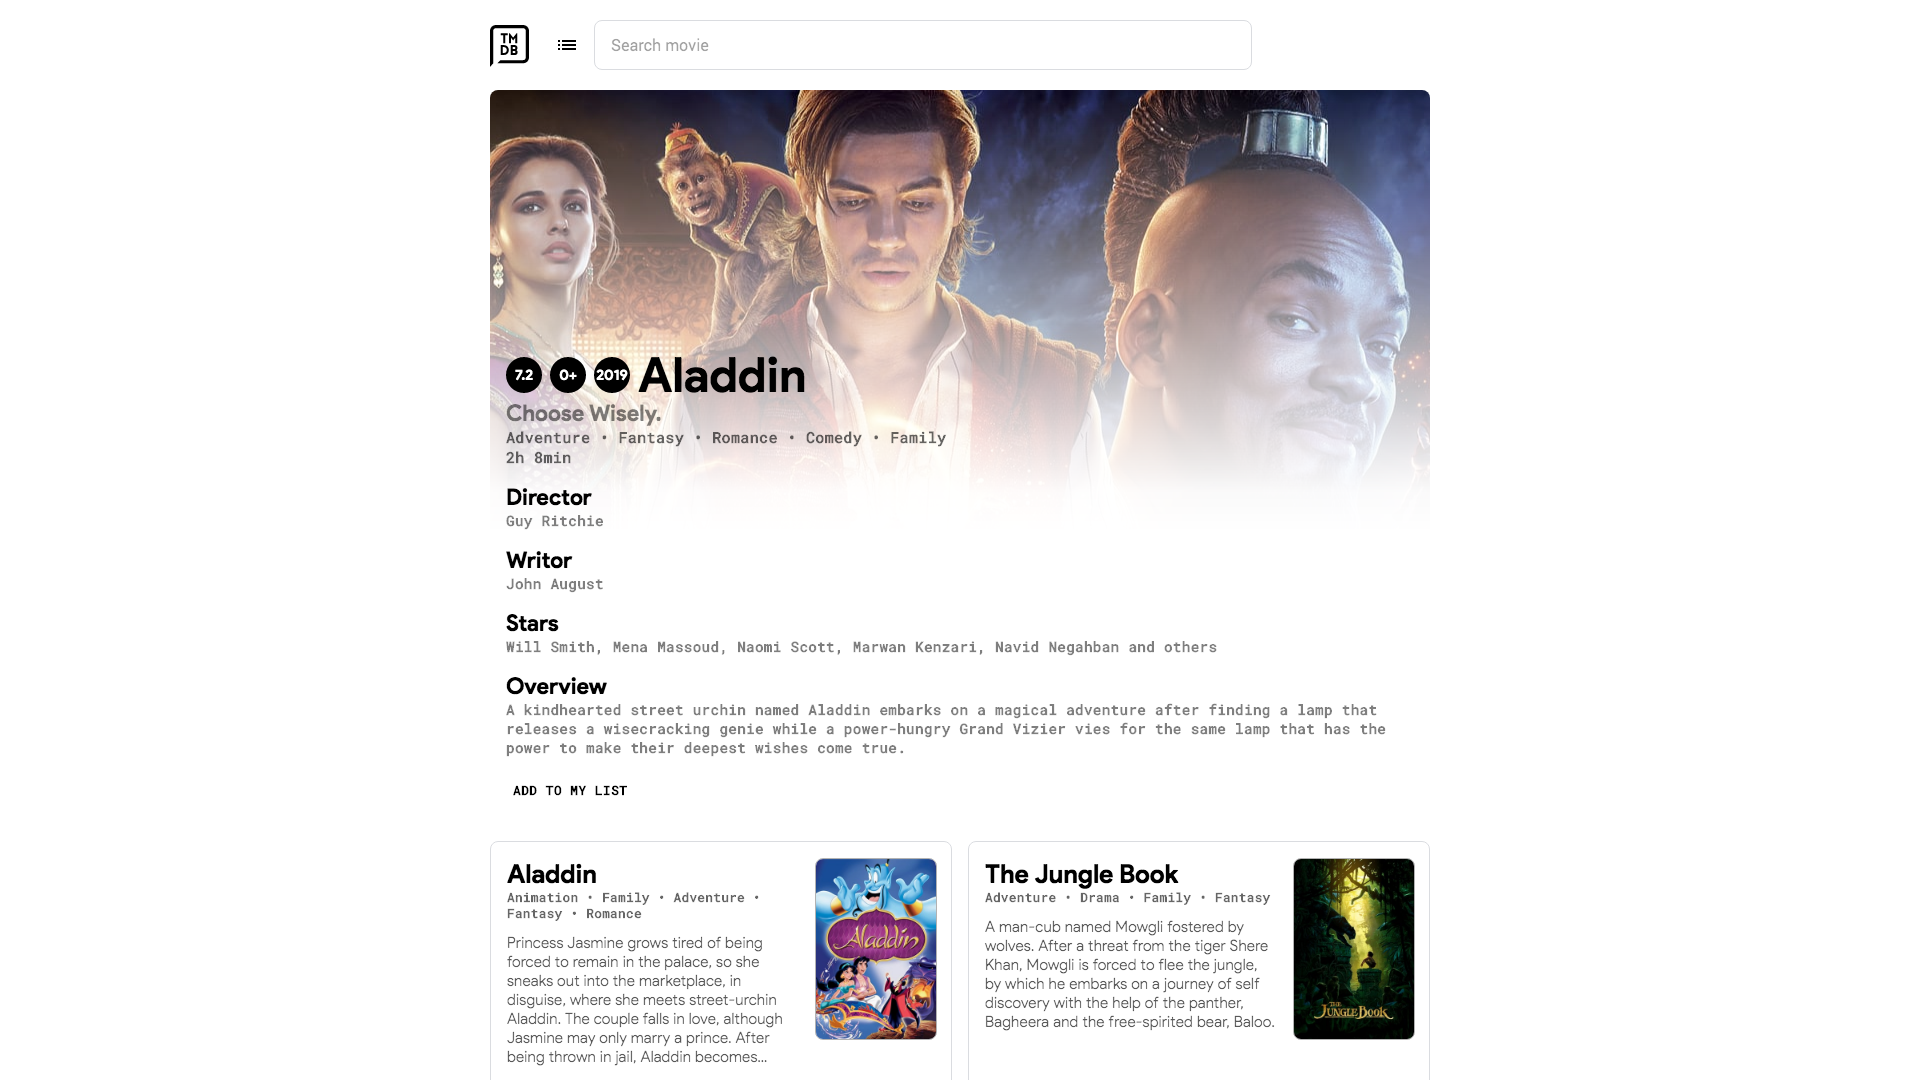 TM
DB
Search movie
7.2 0+ 2019 Aladdin
Choose Wisely.
Adventure • Fantasy • Romance • Comedy • Family
2h 8min
Director
Guy Ritchie
Writor
John August
Stars
Will Smith, Mena Massoud, Naomi Scott, Marwan Kenzari, Navid Negahban and others
Overview
A kindhearted street urchin named Aladdin embarks on a magical adventure after finding a lamp that
releases a wisecracking genie while a power-hungry Grand Vizier vies for the same lamp that has the
power to make their deepest wishes come true.
ADD TO MY LIST
Aladdin
Animation • Family • Adventure •
Fantasy • Romance
Princess Jasmine grows tired of being
forced to remain in the palace, so she
sneaks out into the marketplace, in
disguise, where she meets street-urchin
Aladdin. The couple falls in love, although
Jasmine may only marry a prince. After
being thrown in jail, Aladdin becomes...
Aladdin
The Jungle Book
Adventure • Drama • Family • Fantasy
A man-cub named Mowgli fostered by
wolves. After a threat from the tiger Shere
Khan, Mowgli is forced to flee the jungle,
by which he embarks on a journey of self
discovery with the help of the panther,
Bagheera and the free-spirited bear, Baloo.
THE
JUNGLE BOOK